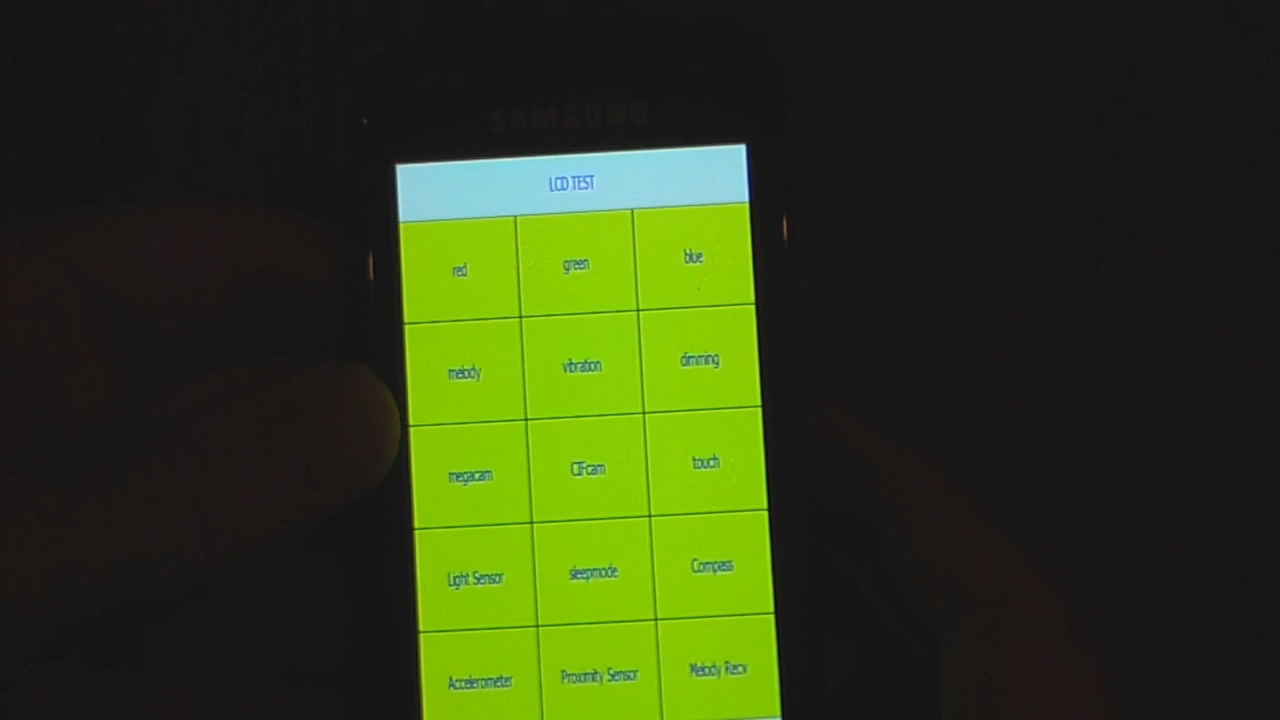 SAMSUNG
LCD TEST
red green blue
melody vibration dimming
megacam CIFcam touch
Light Sensor sleepmode Compass
Accelerometer Proximity Sensor Melody Recv